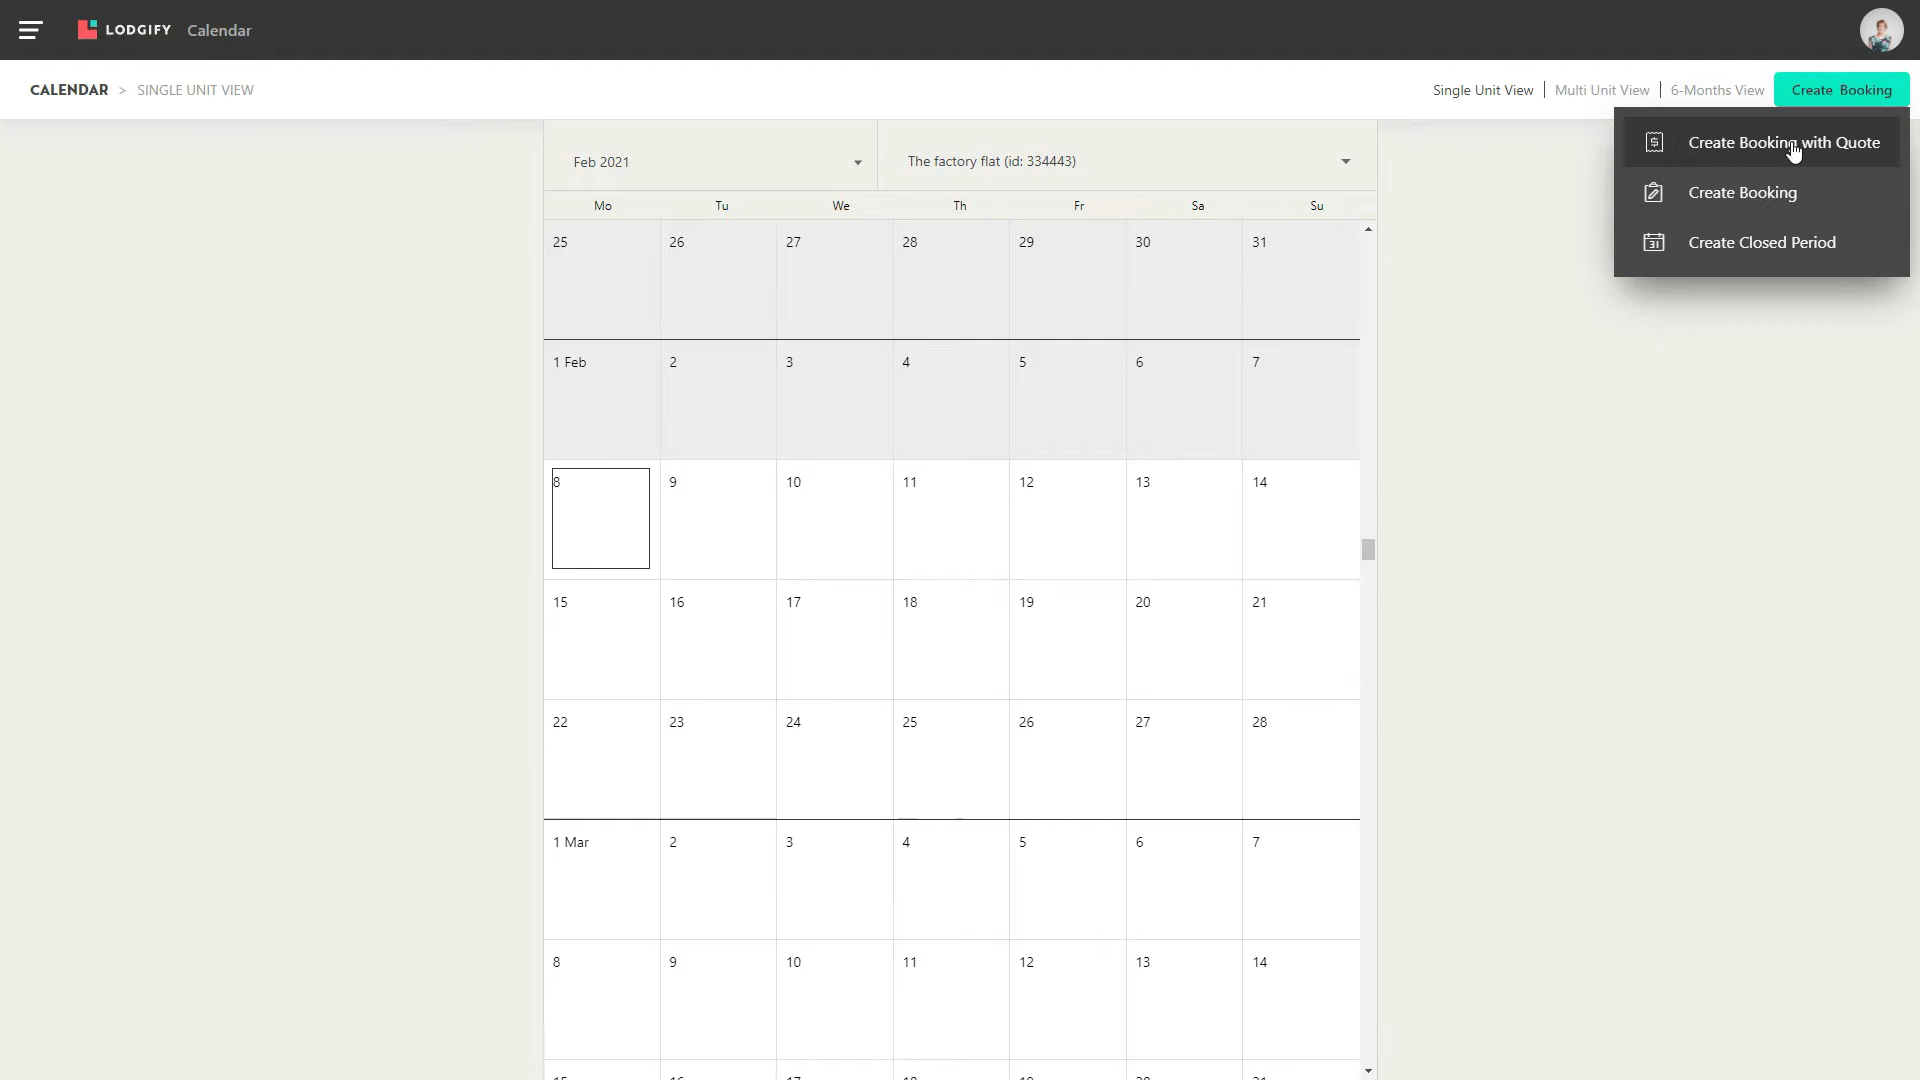 LODGIFY Calendar
CALENDAR > SINGLE UNIT VIEW
Single Unit View | Multi Unit View | 6-Months View
Create Booking
Create Booking with Quote
Create Booking
Create Closed Period
31
Feb 2021
The factory flat (id: 334443)
Mo Tu We Th Fr Sa Su
25 26 27 28 29 30 31
1 Feb 2 3 4 5 6 7
8 9 10 11 12 13 14
15 16 17 18 19 20 21
22 23 24 25 26 27 28
1 Mar 2 3 4 5 6 7
8 9 10 11 12 13 14